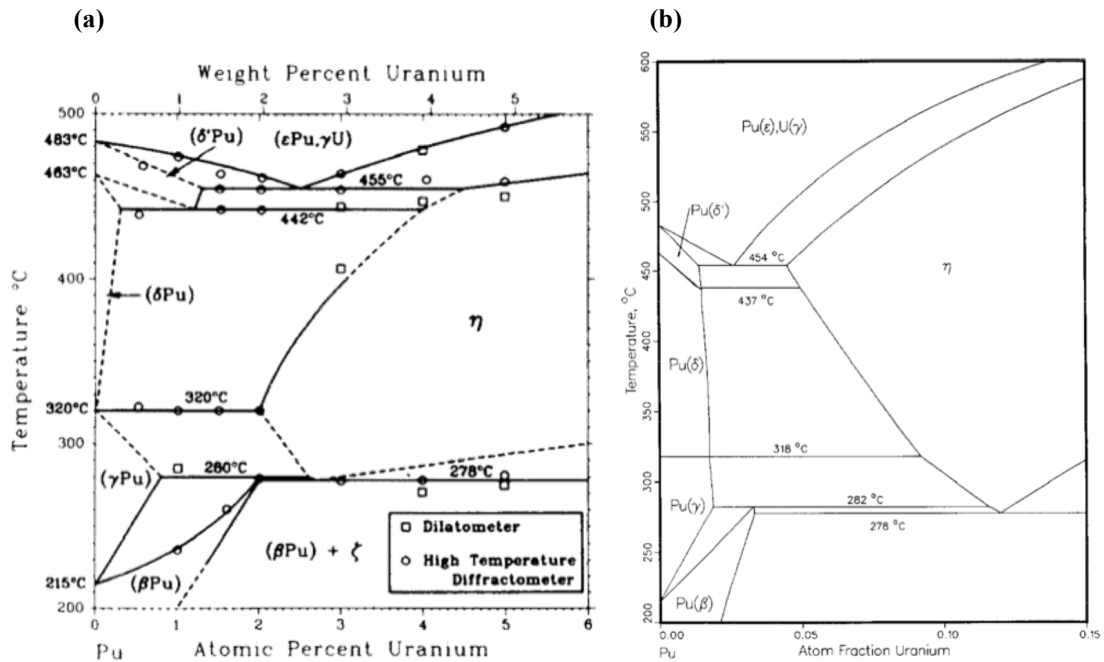 (a)
Weight Percent Uranium
0 1 2 3 4 5
500
483°C
463°C
400
320°C
300
215°C
200
Temperature °C
(δ'Pu)
(εPu,γU)
455°C
442°C
(δPu)
η
320°C
(γPu)
280°C
278°C
(βPu)
(βPu) + ζ
Dilatometer
High Temperature
Diffractometer
0 1 2 3 4 5 6
Pu
Atomic Percent Uranium
(b)
600
550
500
450
400
350
300
250
200
Temperature, °C
Pu(ε),U(γ)
Pu(δ')
454 °C
η
437 °C
Pu(δ)
318 °C
Pu(γ)
282 °C
278 °C
Pu(β)
0.00 0.05 0.10 0.15
Pu
Atom Fraction Uranium